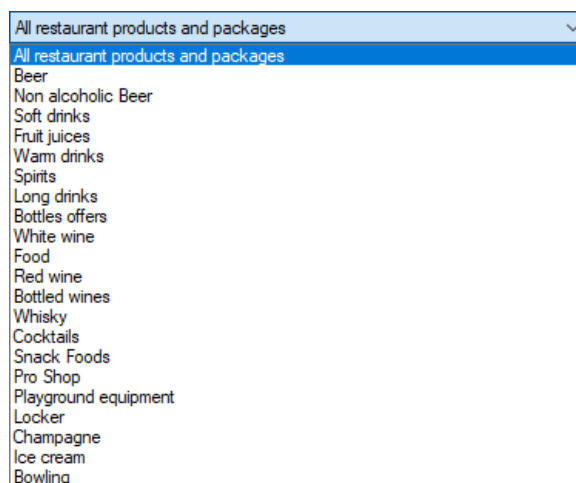 All restaurant products and packages
All restaurant products and packages
Beer
Non alcoholic Beer
Soft drinks
Fruit juices
Warm drinks
Spirits
Long drinks
Bottles offers
White wine
Food
Red wine
Bottled wines
Whisky
Cocktails
Snack Foods
Pro Shop
Playground equipment
Locker
Champagne
Ice cream
Bowling